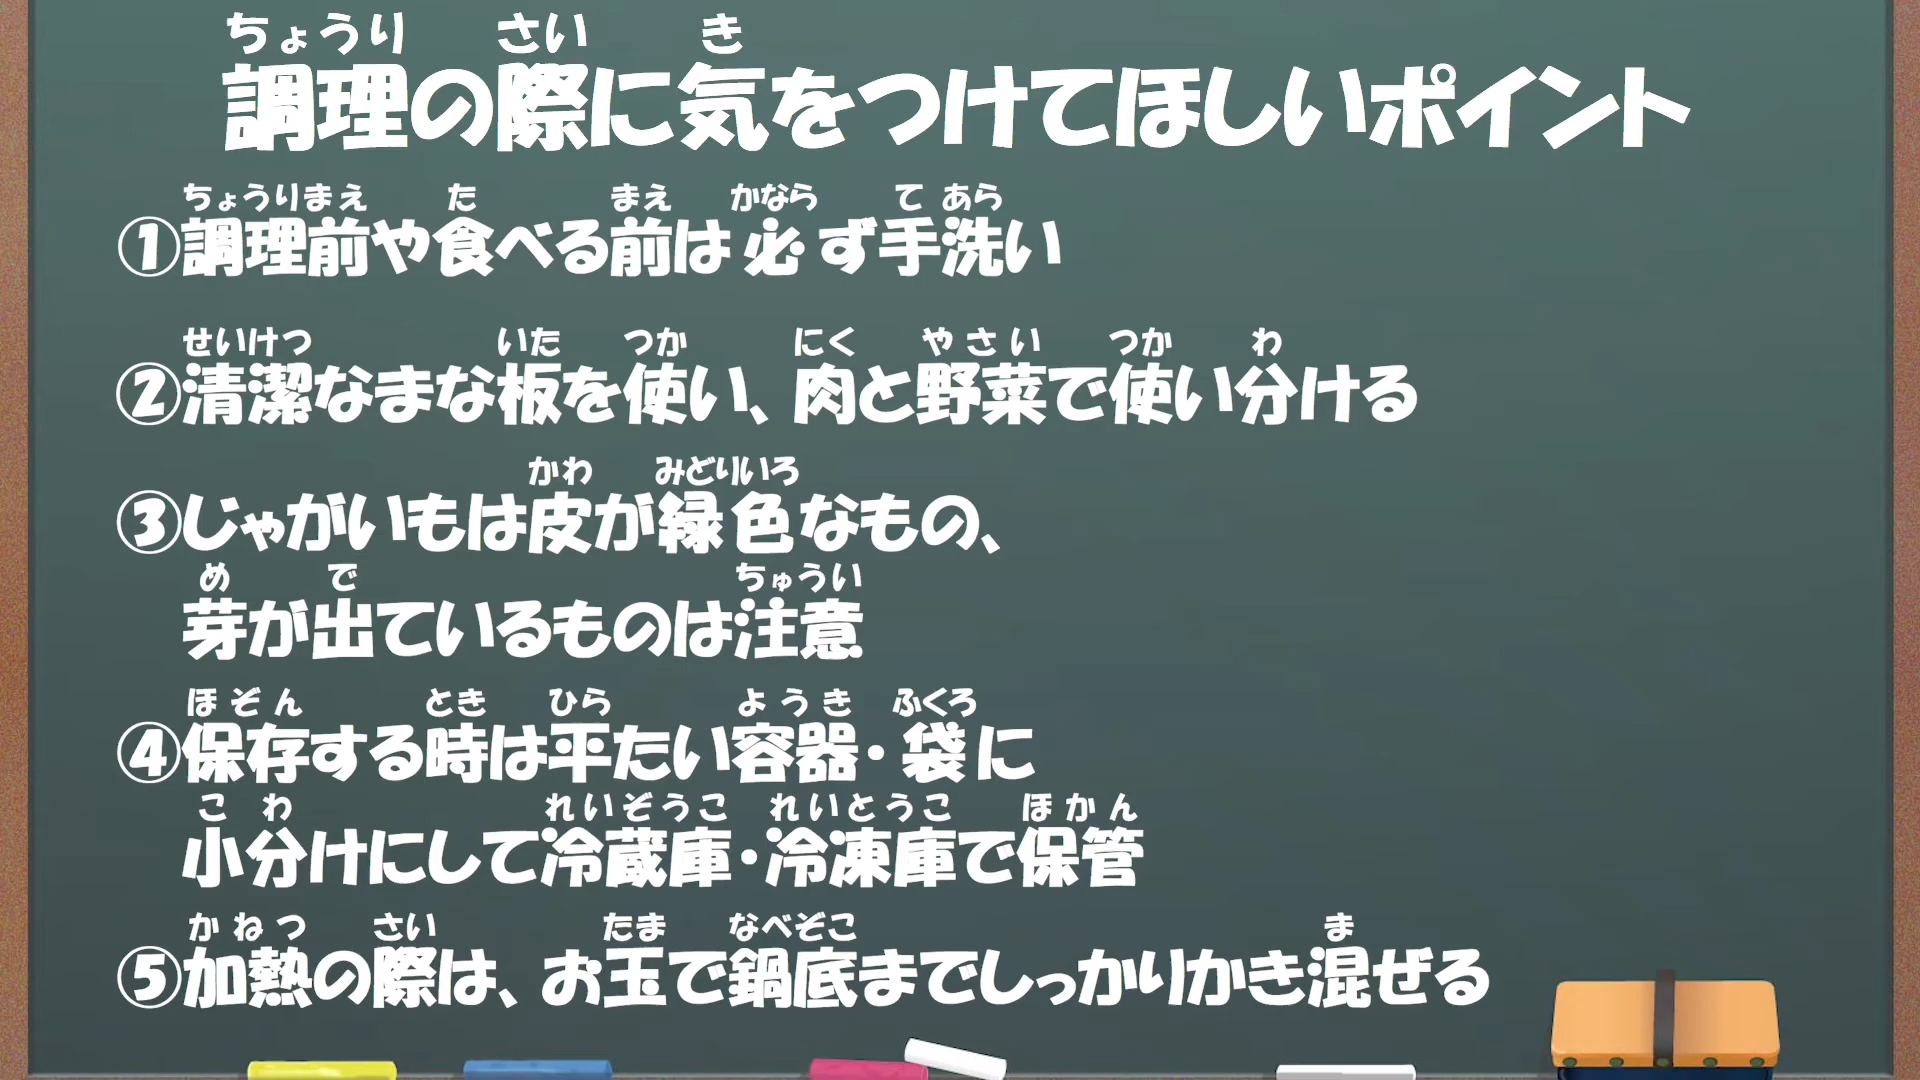 ちょうり さい き
調理の際に気をつけてほしいポイント
ちょうりまえ た まえ かなら て あら
①調理前や食べる前は必ず手洗い
せいけつ いた つか にく やさい つか わ
②清潔なまな板を使い、肉と野菜で使い分ける
かわ みどりいろ
③じゃがいもは皮が緑色なもの、
め で ちゅうい
芽が出ているものは注意
ほぞん とき ひら ようき ふくろ
④保存する時は平たい容器・袋に
こ わ れいぞうこ れいとうこ ほかん
小分けにして冷蔵庫・冷凍庫で保管
かねつ さい たま なべぞこ ま
⑤加熱の際は、お玉で鍋底までしっかりかき混ぜる